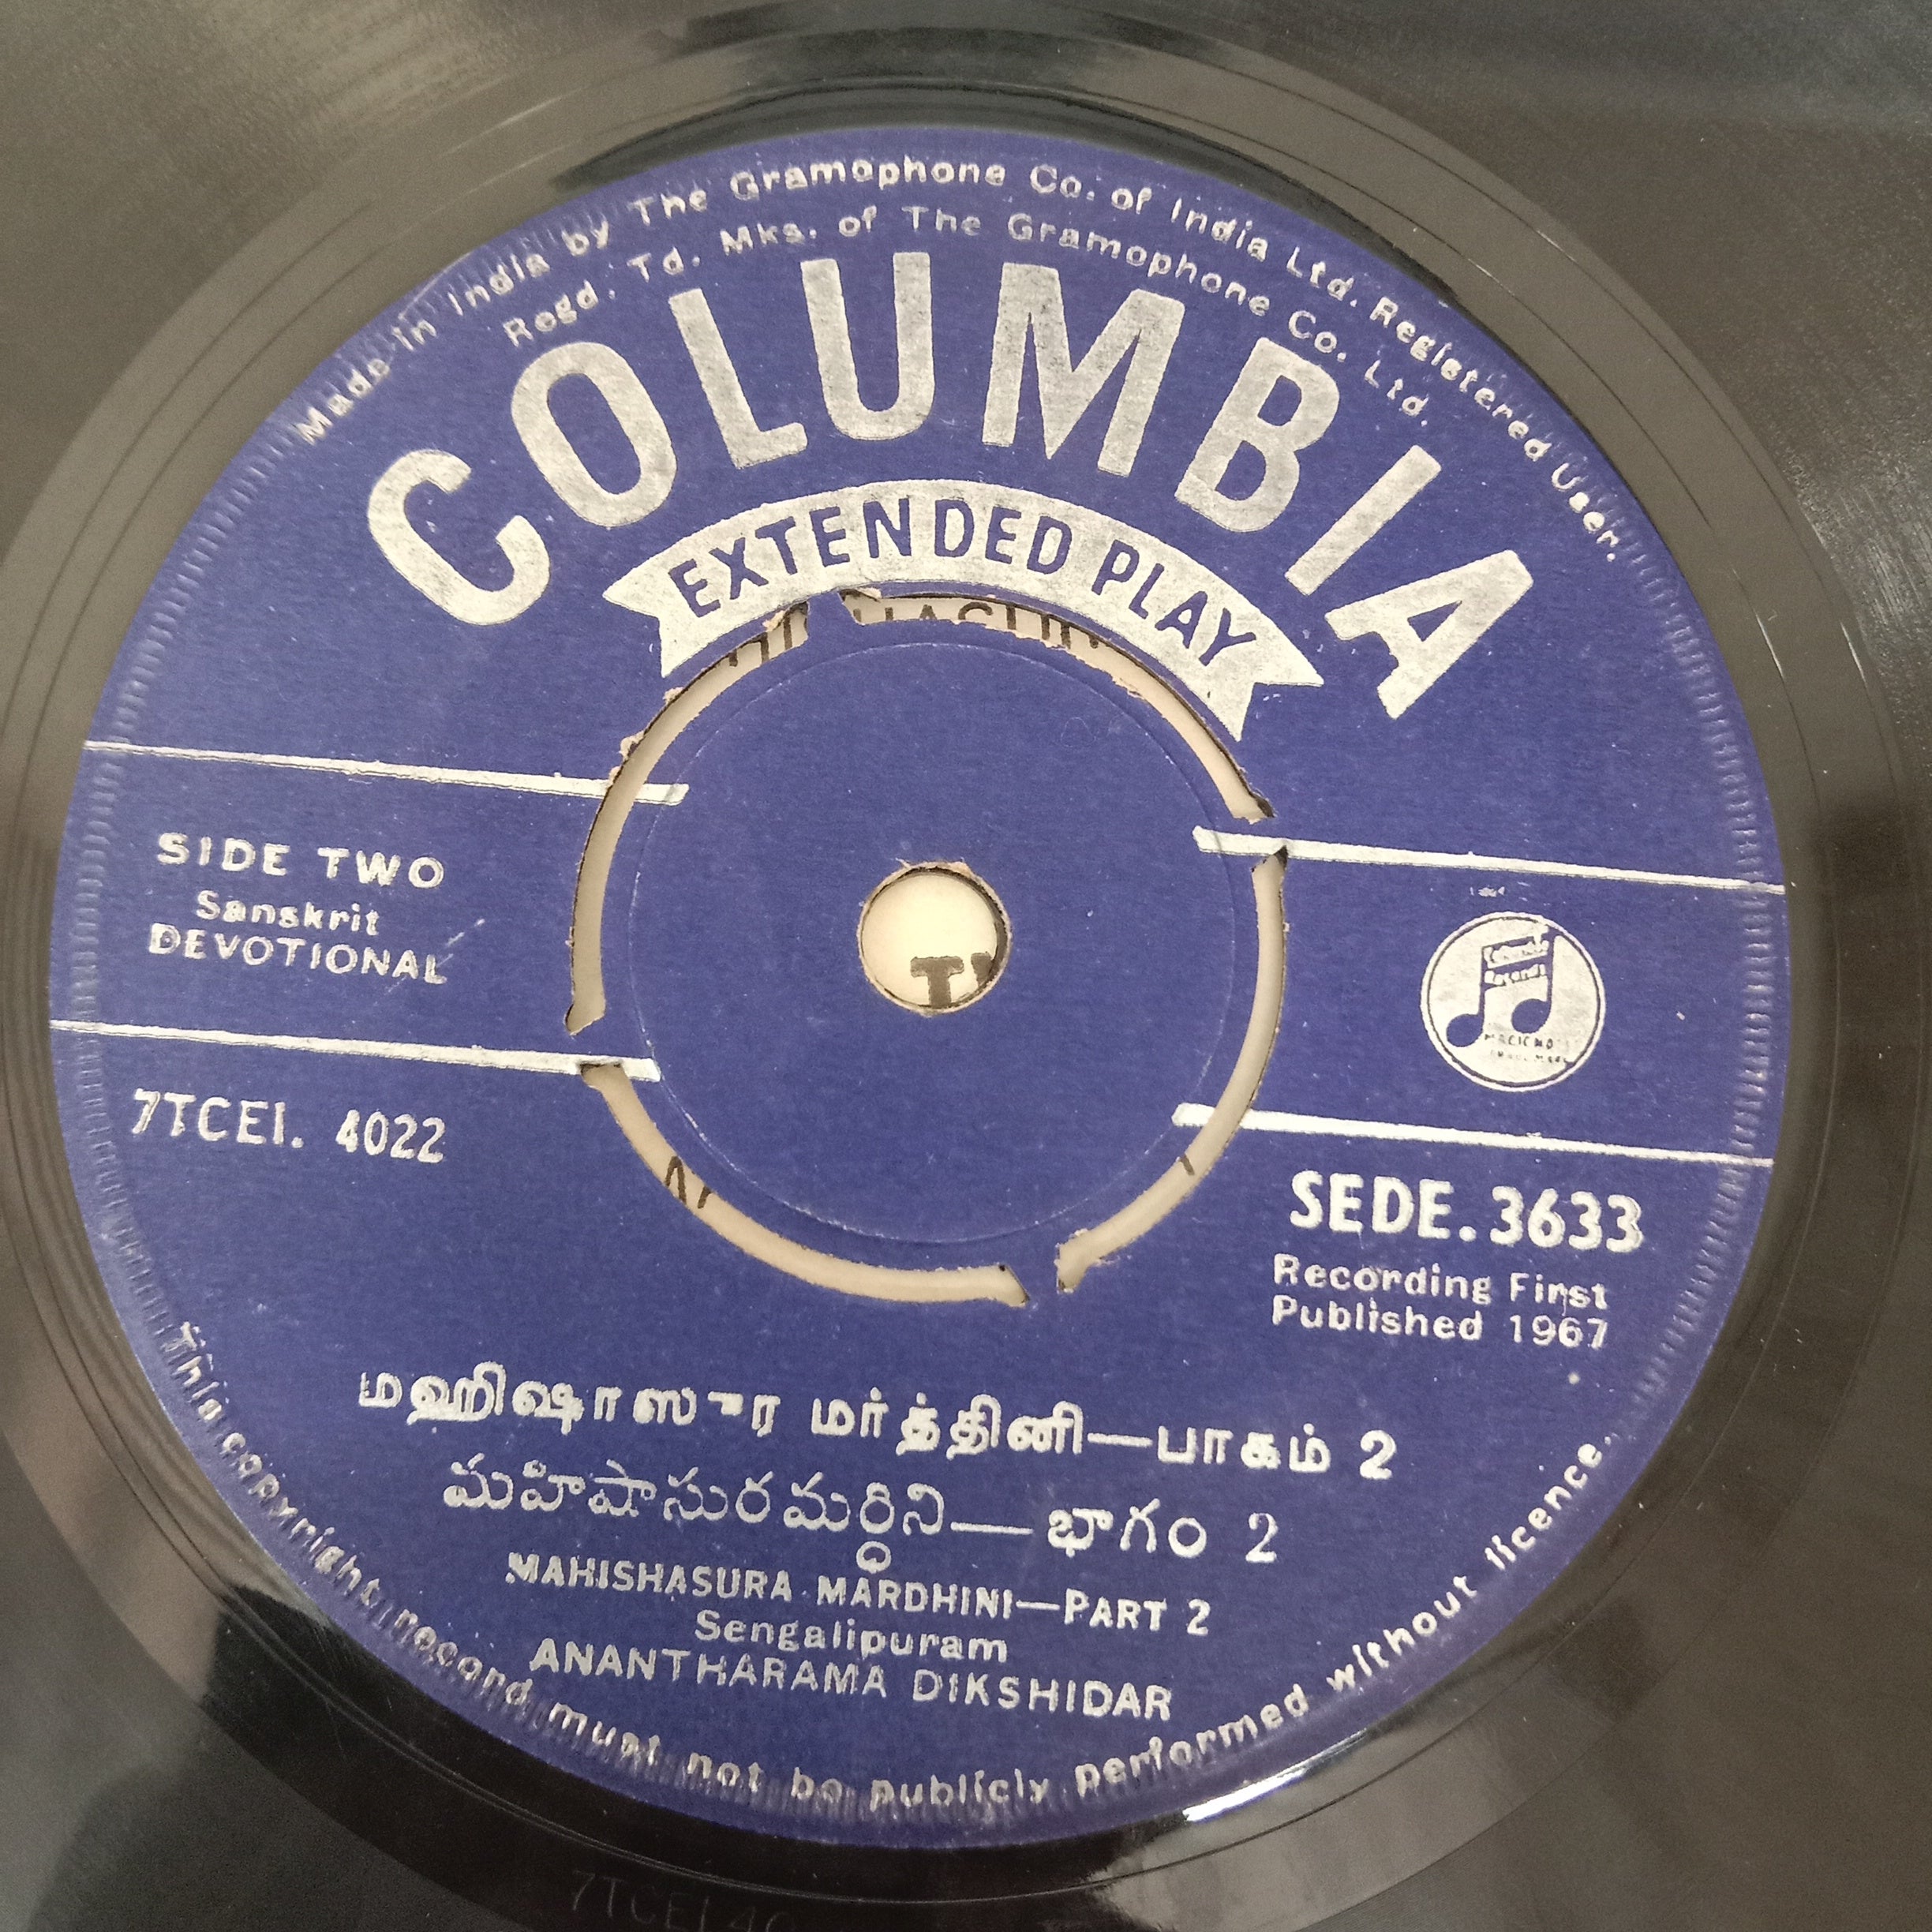 Made in India by The Gramophone Co. of India Ltd. Registered User.
Regd. Td. Mks. of The Gramophone Co. Ltd.
COLUMBIA
EXTENDED PLAY
SIDE TWO
Sanskrit
DEVOTIONAL
7TCEI. 4022
SEDE. 3633
Recording First
Published 1967
மஹிஷாஸுர மர்த்தினி—பாகம் 2
మహిషాసురమర్ధిని— భాగం 2
MAHISHASURA MARDHINI—PART 2
Sengalipuram
ANANTHARAMA DIKSHIDAR
This copyright record must not be publicly performed without licence.
7TCEI 40